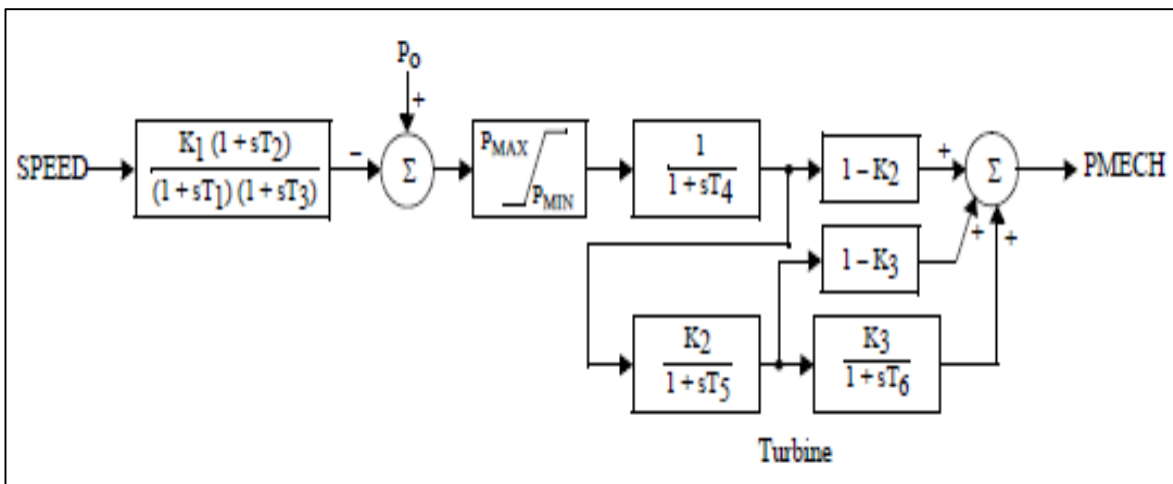 P₀
+
SPEED
K₁ (1 + sT₂)
(1 + sT₁) (1 + sT₃)
−
Σ
P_MAX
P_MIN
1
1 + sT₄
1 − K₂
+
Σ
PMECH
1 − K₃
+
+
K₂
1 + sT₅
K₃
1 + sT₆
Turbine